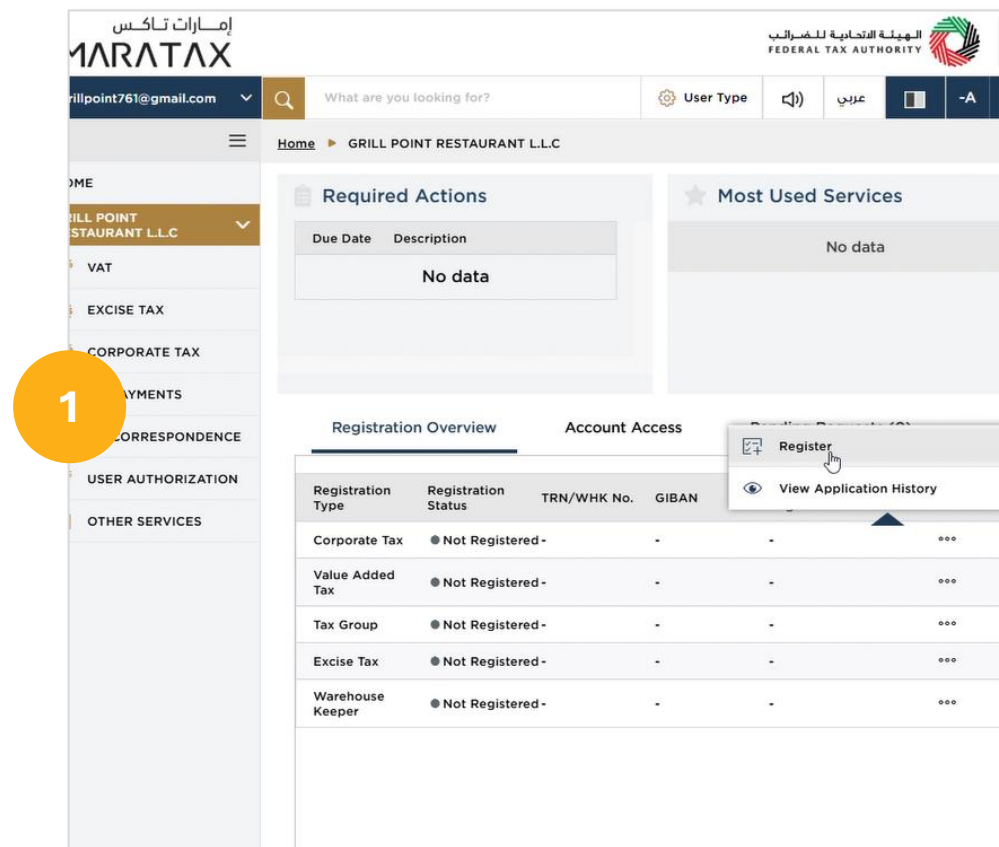 إمـــارات تــاكــس
MARATAX
الـهيئـة الاتحـاديـة للـضـرائـب
FEDERAL TAX AUTHORITY
rillpoint761@gmail.com
What are you looking for?
User Type
عربي
-A
Home ▶ GRILL POINT RESTAURANT L.L.C
OME
RILL POINT
ESTAURANT L.L.C
VAT
EXCISE TAX
CORPORATE TAX
AYMENTS
CORRESPONDENCE
USER AUTHORIZATION
OTHER SERVICES
1
Required Actions
Due Date Description
No data
Most Used Services
No data
Registration Overview Account Access
Register
View Application History
Registration Type Registration Status TRN/WHK No. GIBAN
Corporate Tax Not Registered - - -
Value Added Tax Not Registered - - -
Tax Group Not Registered - - -
Excise Tax Not Registered - - -
Warehouse Keeper Not Registered - - -